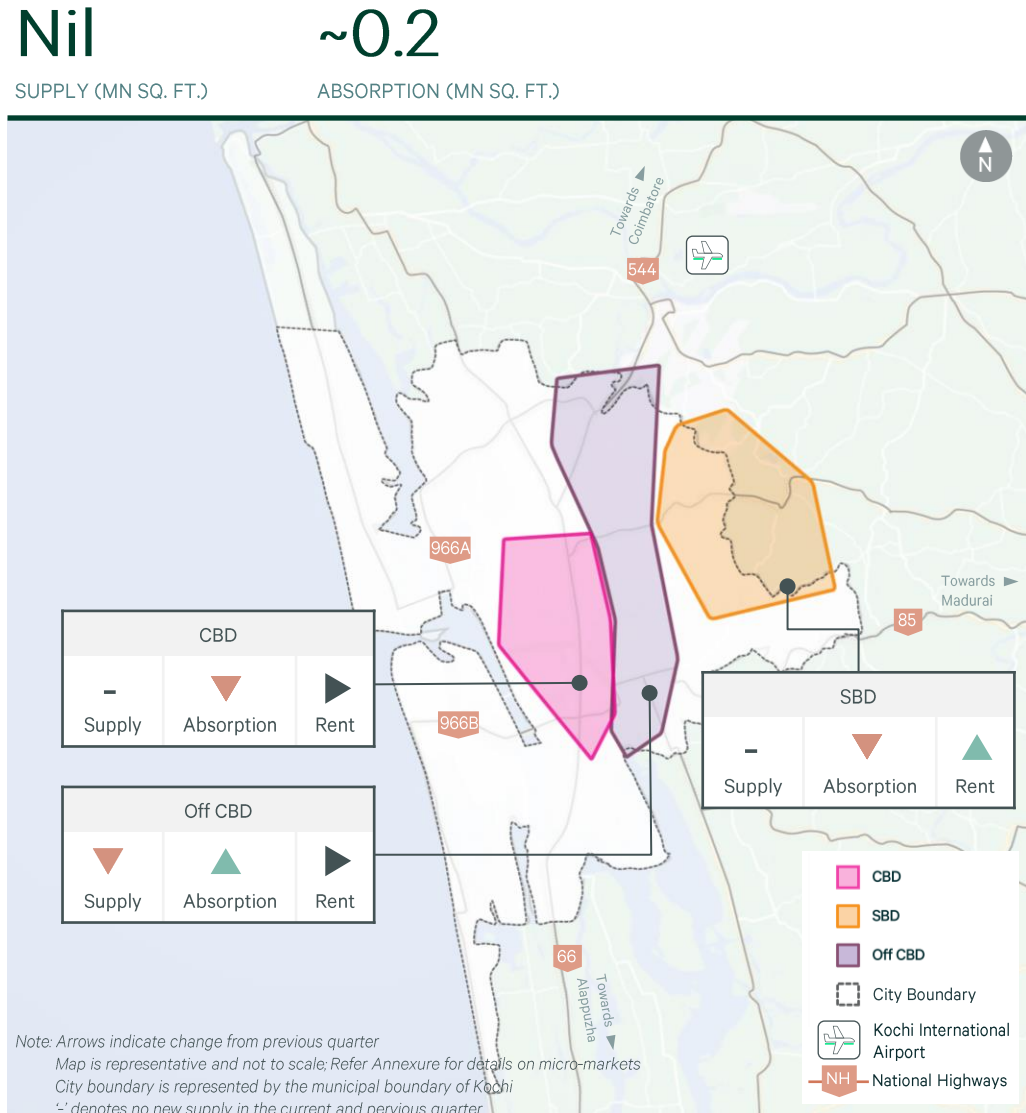 Nil
~0.2
SUPPLY (MN SQ. FT.)
ABSORPTION (MN SQ. FT.)
N
Towards
Coimbatore
544
966A
Towards
Madurai
85
CBD
-
Supply
Absorption
Rent
966B
SBD
-
Supply
Absorption
Rent
Off CBD
Supply
Absorption
Rent
CBD
SBD
Off CBD
City Boundary
Kochi International
Airport
NH
National Highways
66
Towards
Alappuzha
Note: Arrows indicate change from previous quarter
Map is representative and not to scale; Refer Annexure for details on micro-markets
City boundary is represented by the municipal boundary of Kochi
'-' denotes no new supply in the current and pervious quarter